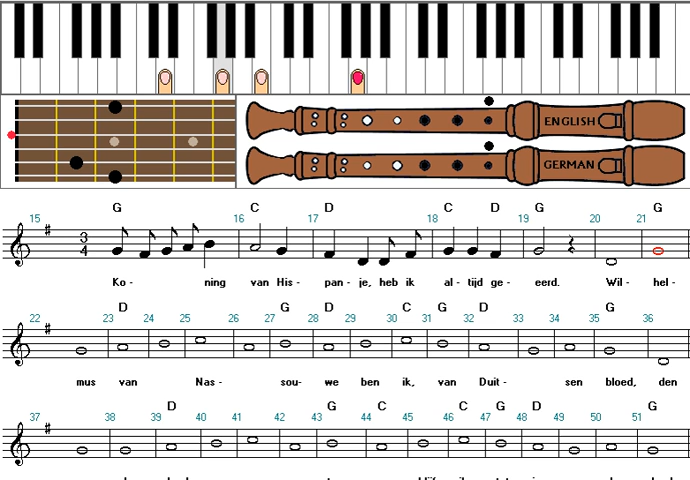 ENGLISH
GERMAN
G C D C D G G
15 16 17 18 19 20 21
3
4
Ko- ning van His- pan- je, heb ik al- tijd ge- eerd. Wil- hel-
D G D C G D G
22 23 24 25 26 27 28 29 30 31 32 33 34 35 36
mus van Nas- sou- we ben ik, van Duit- sen bloed, den
D G C C G D G
37 38 39 40 41 42 43 44 45 46 47 48 49 50 51